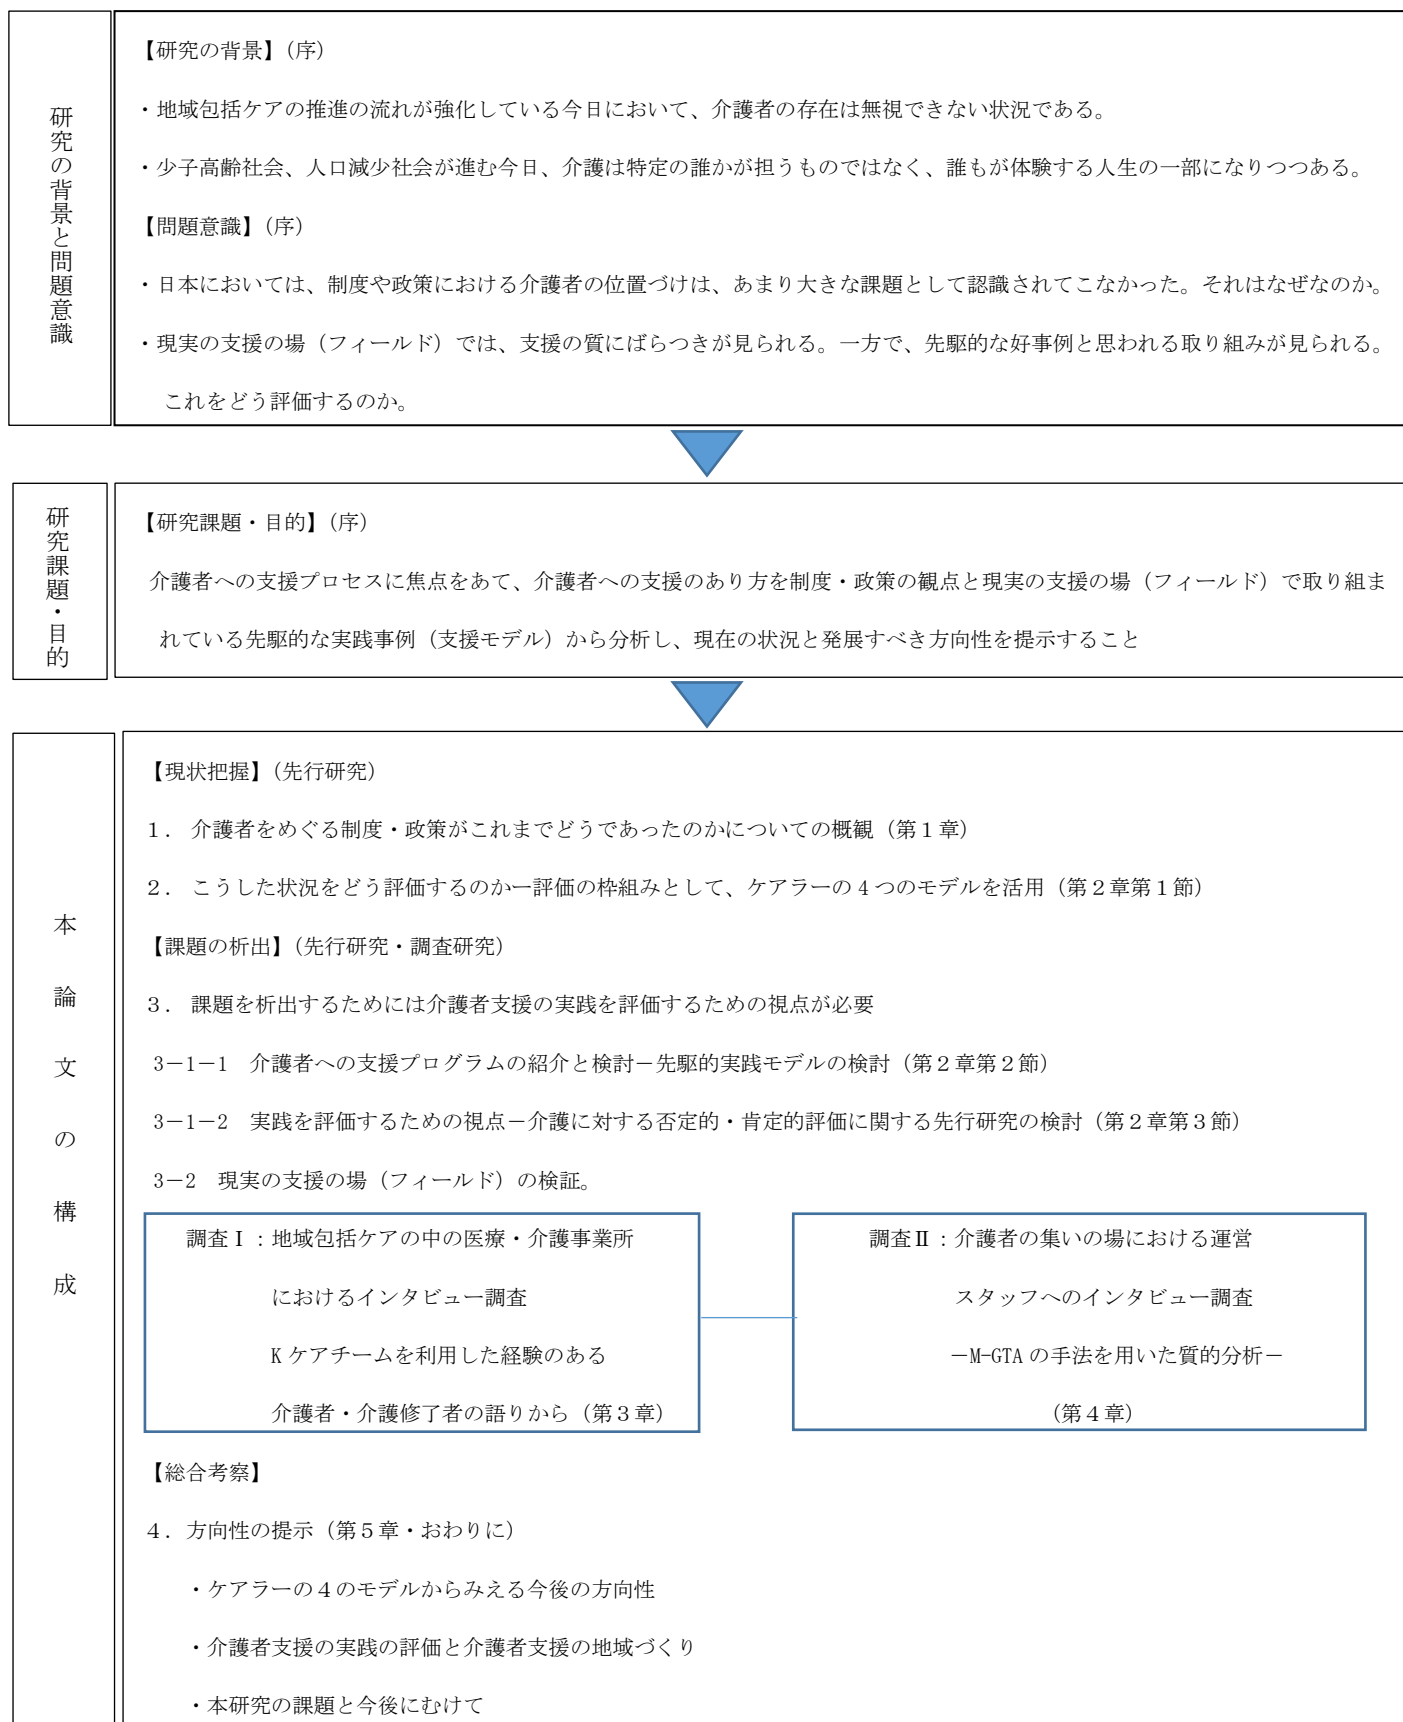 研究の背景と問題意識
【研究の背景】（序）
・地域包括ケアの推進の流れが強化している今日において、介護者の存在は無視できない状況である。
・少子高齢社会、人口減少社会が進む今日、介護は特定の誰かが担うものではなく、誰もが体験する人生の一部になりつつある。
【問題意識】（序）
・日本においては、制度や政策における介護者の位置づけは、あまり大きな課題として認識されてこなかった。それはなぜなのか。
・現実の支援の場（フィールド）では、支援の質にばらつきが見られる。一方で、先駆的な好事例と思われる取り組みが見られる。
これをどう評価するのか。
研究課題・目的
【研究課題・目的】（序）
介護者への支援プロセスに焦点をあて、介護者への支援のあり方を制度・政策の観点と現実の支援の場（フィールド）で取り組ま
れている先駆的な実践事例（支援モデル）から分析し、現在の状況と発展すべき方向性を提示すること
本論文の構成
【現状把握】（先行研究）
１． 介護者をめぐる制度・政策がこれまでどうであったのかについての概観（第１章）
２． こうした状況をどう評価するのかー評価の枠組みとして、ケアラーの 4 つのモデルを活用（第２章第１節）
【課題の析出】（先行研究・調査研究）
３． 課題を析出するためには介護者支援の実践を評価するための視点が必要
3－1－1　介護者への支援プログラムの紹介と検討－先駆的実践モデルの検討（第２章第２節）
3－1－2　実践を評価するための視点－介護に対する否定的・肯定的評価に関する先行研究の検討（第２章第３節）
3－2　現実の支援の場（フィールド）の検証。
調査Ⅰ：地域包括ケアの中の医療・介護事業所
におけるインタビュー調査
K ケアチームを利用した経験のある
介護者・介護修了者の語りから（第３章）
調査Ⅱ：介護者の集いの場における運営
スタッフへのインタビュー調査
－M-GTA の手法を用いた質的分析－
（第４章）
【総合考察】
４．方向性の提示（第５章・おわりに）
・ケアラーの４のモデルからみえる今後の方向性
・介護者支援の実践の評価と介護者支援の地域づくり
・本研究の課題と今後にむけて